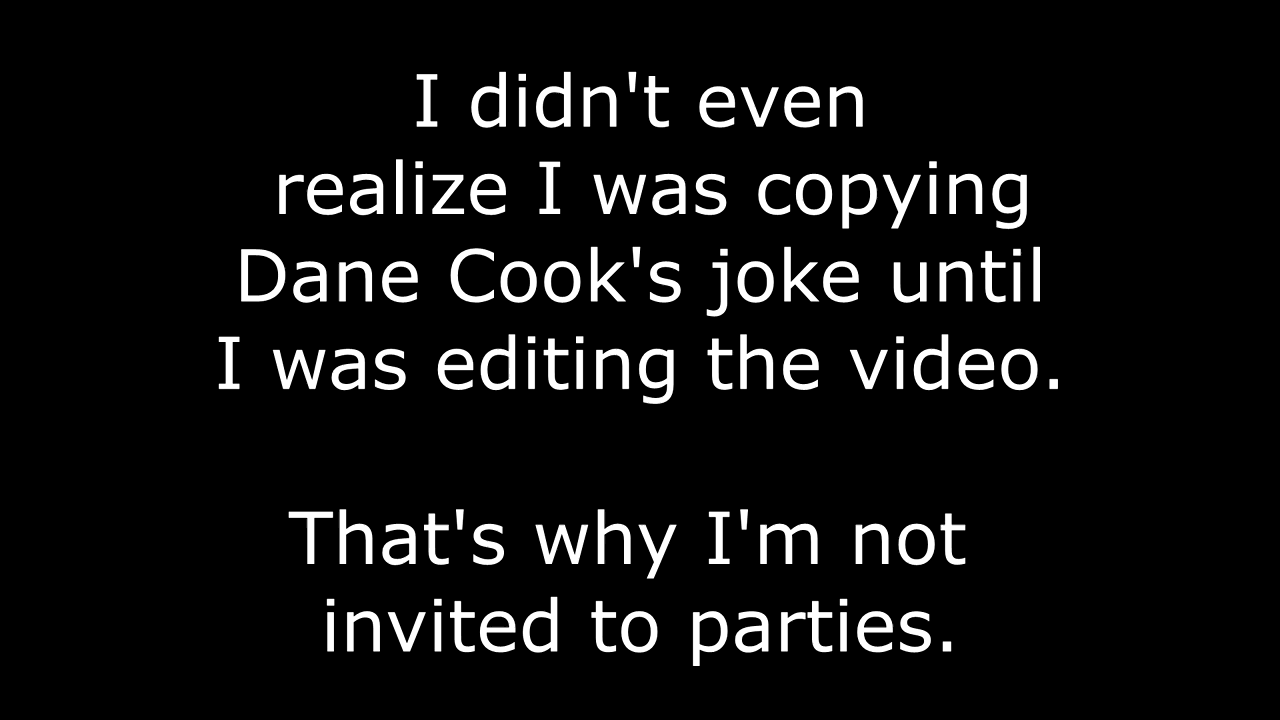 I didn't even
realize I was copying
Dane Cook's joke until
I was editing the video.
That's why I'm not
invited to parties.